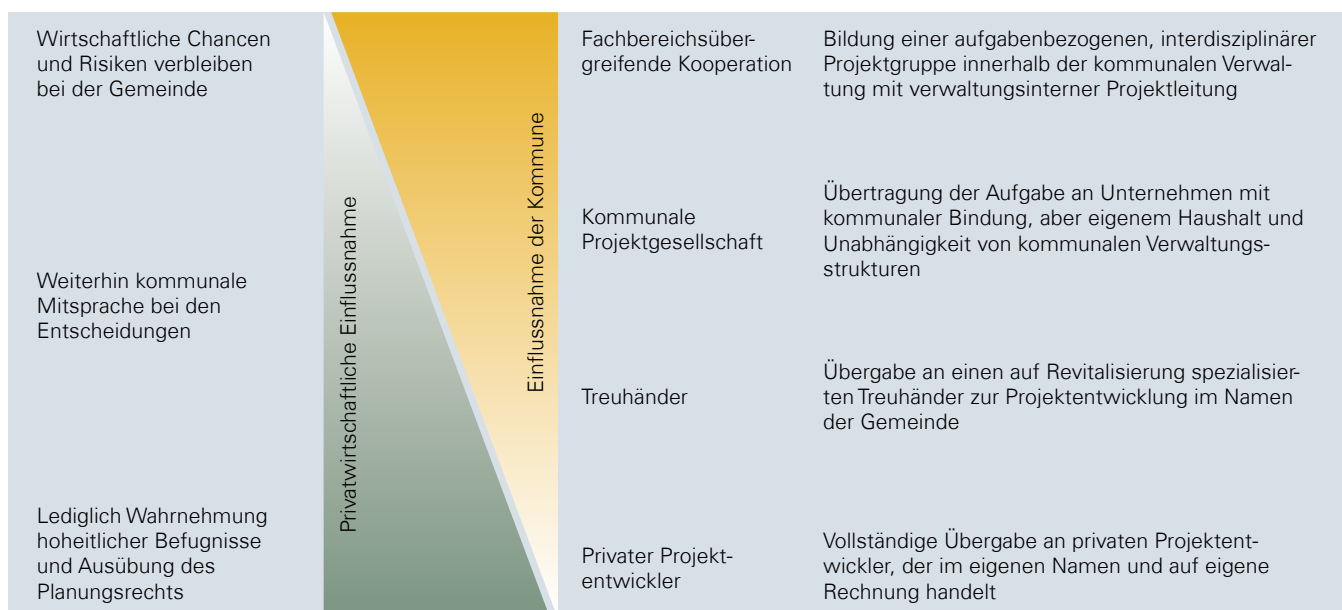 Wirtschaftliche Chancen
und Risiken verbleiben
bei der Gemeinde
Weiterhin kommunale
Mitsprache bei den
Entscheidungen
Lediglich Wahrnehmung
hoheitlicher Befugnisse
und Ausübung des
Planungsrechts
Privatwirtschaftliche Einflussnahme
Einflussnahme der Kommune
Fachbereichsüber-
greifende Kooperation
Bildung einer aufgabenbezogenen, interdisziplinärer
Projektgruppe innerhalb der kommunalen Verwal-
tung mit verwaltungsinterner Projektleitung
Kommunale
Projektgesellschaft
Übertragung der Aufgabe an Unternehmen mit
kommunaler Bindung, aber eigenem Haushalt und
Unabhängigkeit von kommunalen Verwaltungs-
strukturen
Treuhänder
Übergabe an einen auf Revitalisierung spezialisier-
ten Treuhänder zur Projektentwicklung im Namen
der Gemeinde
Privater Projekt-
entwickler
Vollständige Übergabe an privaten Projektent-
wickler, der im eigenen Namen und auf eigene
Rechnung handelt